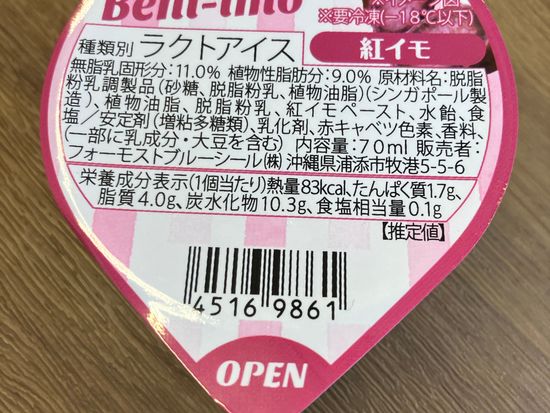 Beni-imo
※要冷凍(－18℃以下)
種類別 ラクトアイス 紅イモ
無脂乳固形分:11.0% 植物性脂肪分:9.0% 原材料名:脱脂
粉乳調製品(砂糖、脱脂粉乳、植物油脂)(シンガポール製
造)、植物油脂、脱脂粉乳、紅イモペースト、水飴、食
塩／安定剤(増粘多糖類)、乳化剤、赤キャベツ色素、香料、
(一部に乳成分・大豆を含む) 内容量:70ml 販売者:
フォーモストブルーシール(株) 沖縄県浦添市牧港5-5-6
栄養成分表示(1個当たり)熱量83kcal、たんぱく質1.7g、
脂質4.0g、炭水化物10.3g、食塩相当量0.1g
【推定値】
4516 9861
OPEN